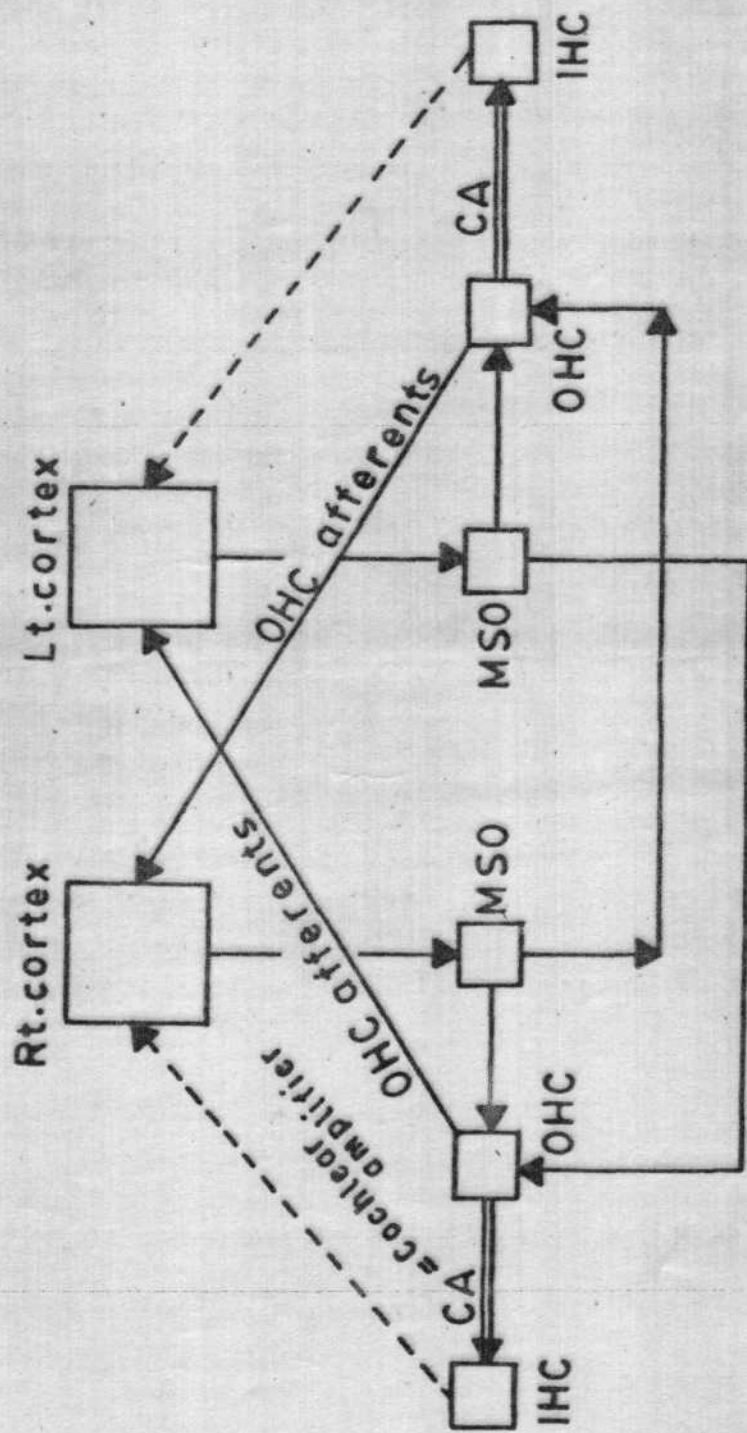 Rt.cortex
Lt.cortex
= Cochlear
amplifier
OHC afferents
OHC afferents
IHC
CA
OHC
MSO
MSO
OHC
CA
IHC